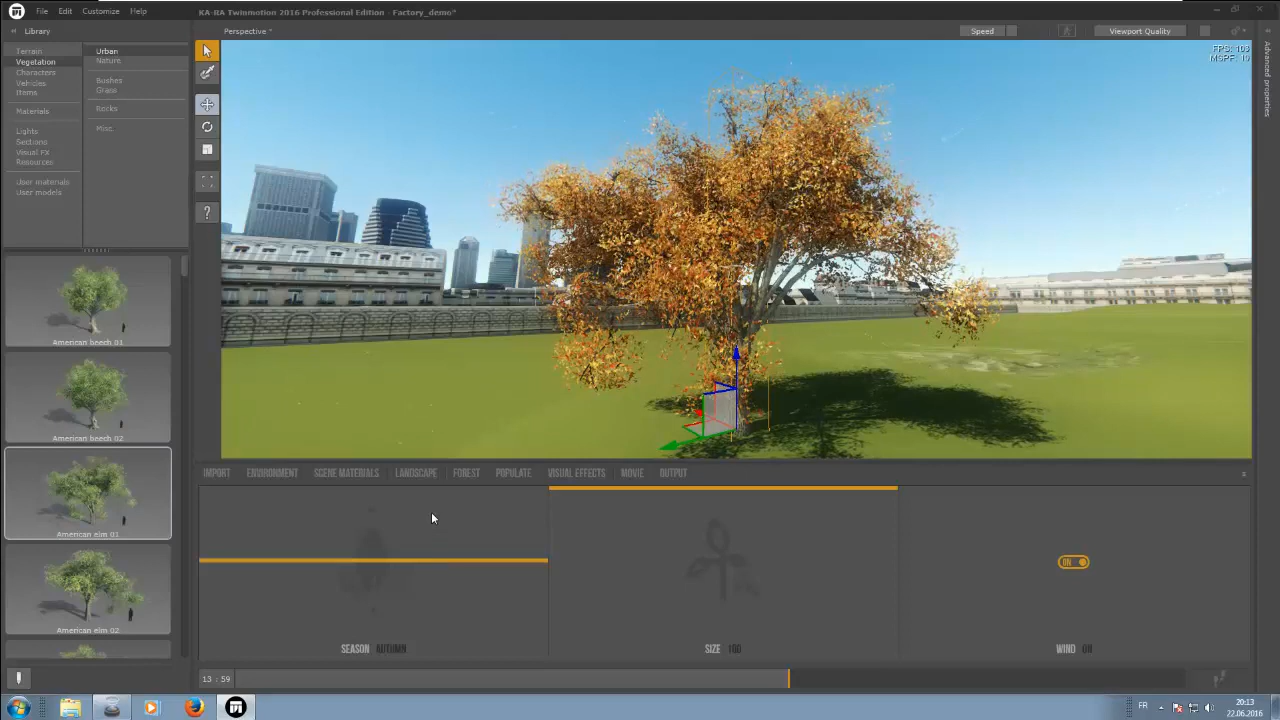 File Edit Customize Help
KA-RA Twinmotion 2016 Professional Edition - Factory_demo*
Library
Perspective
Speed
Viewport Quality
Advanced properties
FPS: 103
MSPF: 10
Terrain
Vegetation
Characters
Vehicles
Items
Materials
Lights
Sections
Visual FX
Resources
User materials
User models
Urban
Nature
Bushes
Grass
Rocks
Misc.
?
American beech 01
American beech 02
American elm 01
American elm 02
IMPORT ENVIRONMENT SCENE MATERIALS LANDSCAPE FOREST POPULATE VISUAL EFFECTS MOVIE OUTPUT
ON
SEASON AUTUMN
SIZE 100
WIND ON
13 : 59
FR
20:13
22.06.2016